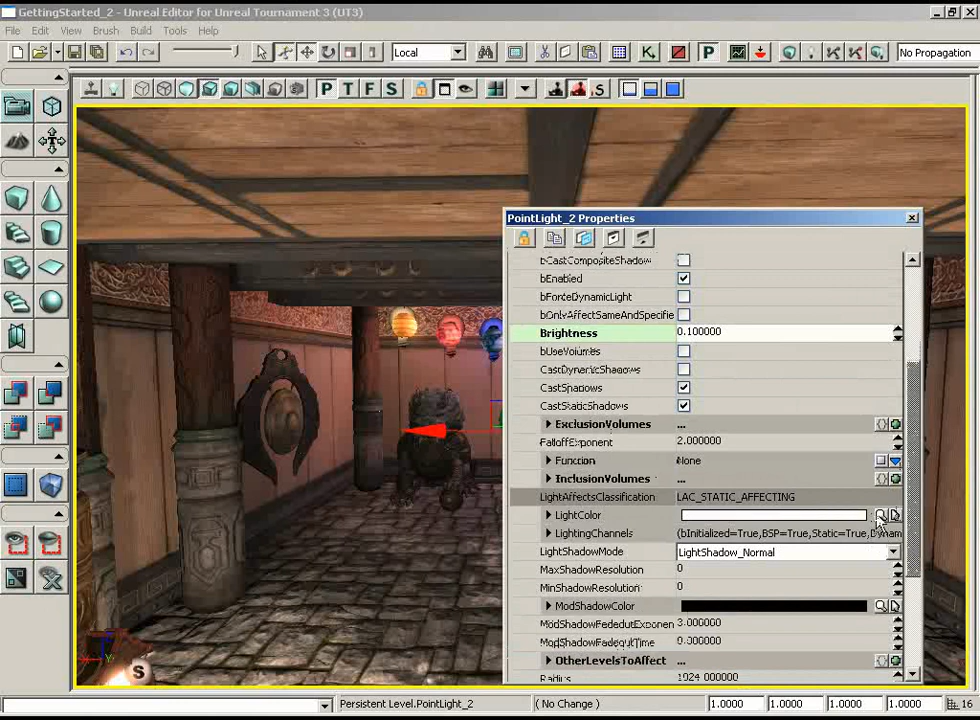 GettingStarted_2 - Unreal Editor for Unreal Tournament 3 (UT3)
File Edit View Brush Build Tools Help
Local
P
No Propagation
P T F S
S
PointLight_2 Properties
bCastCompositeShadow
bEnabled
bForceDynamicLight
bOnlyAffectSameAndSpecifie
Brightness 0.100000
bUseVolumes
CastDynamicShadows
CastShadows
CastStaticShadows
ExclusionVolumes ...
FalloffExponent 2.000000
Function None
InclusionVolumes ...
LightAffectsClassification LAC_STATIC_AFFECTING
LightColor
LightingChannels (bInitialized=True,BSP=True,Static=True,Dynam
LightShadowMode LightShadow_Normal
MaxShadowResolution 0
MinShadowResolution 0
ModShadowColor
ModShadowFadeoutExponen 3.000000
ModShadowFadeoutTime 0.000000
OtherLevelsToAffect ...
Radius 1024.000000
S
Persistent Level.PointLight_2 ( No Change ) 1.0000 1.0000 1.0000 1.0000 16